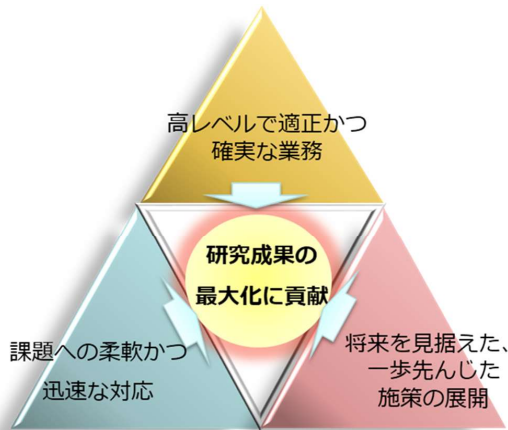 高レベルで適正かつ
確実な業務
研究成果の
最大化に貢献
課題への柔軟かつ
迅速な対応
将来を見据えた、
一歩先んじた
施策の展開